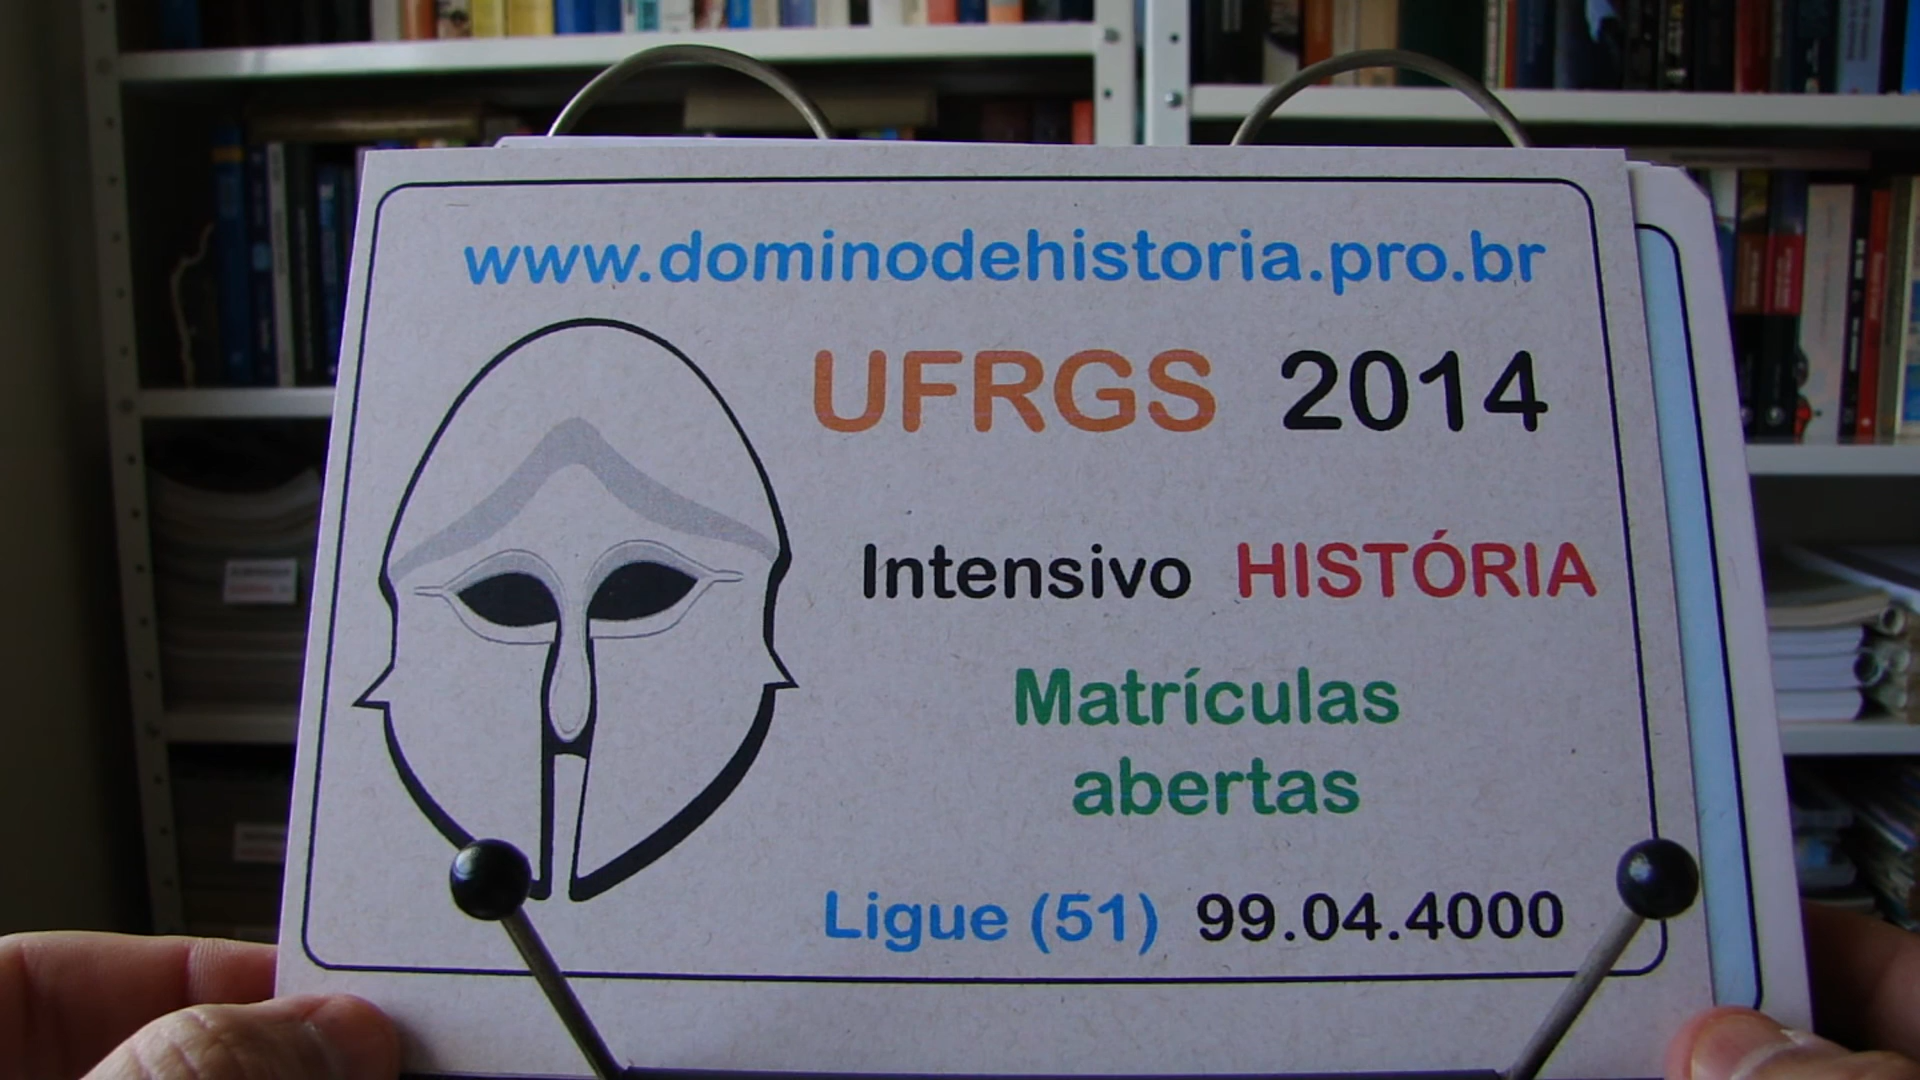 www.dominodehistoria.pro.br
UFRGS 2014
Intensivo HISTÓRIA
Matrículas
abertas
Ligue (51) 99.04.4000